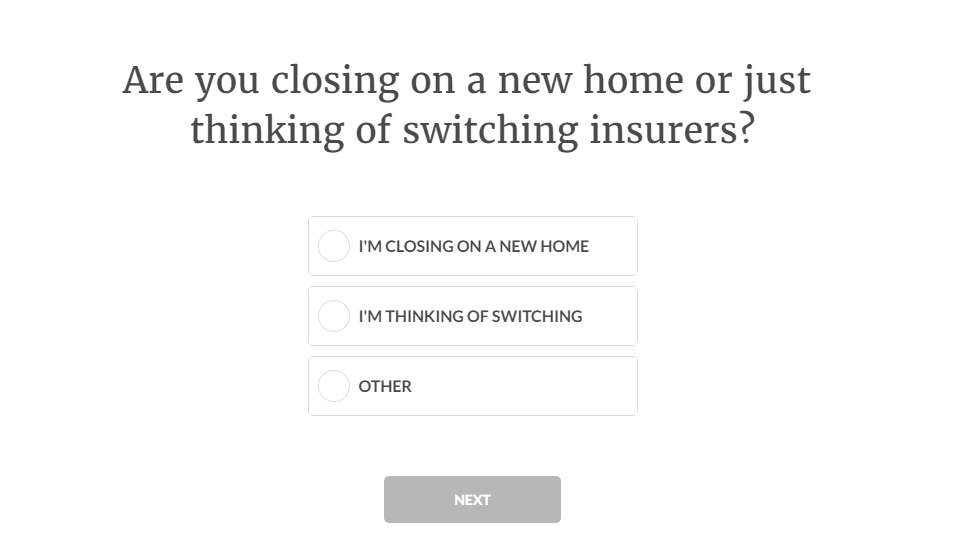 Are you closing on a new home or just
thinking of switching insurers?
I'M CLOSING ON A NEW HOME
I'M THINKING OF SWITCHING
OTHER
NEXT